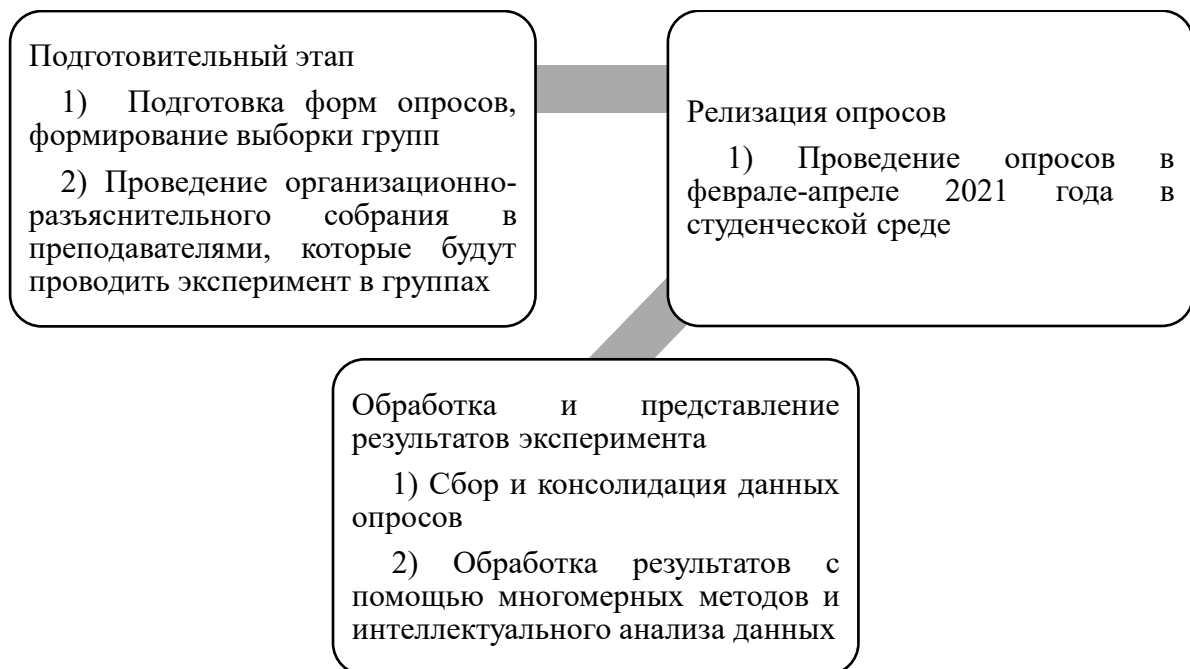 Подготовительный этап
1) Подготовка форм опросов,
формирование выборки групп
2) Проведение организационно-
разъяснительного собрания в
преподавателями, которые будут
проводить эксперимент в группах
Релизация опросов
1) Проведение опросов в
феврале-апреле 2021 года в
студенческой среде
Обработка и представление
результатов эксперимента
1) Сбор и консолидация данных
опросов
2) Обработка результатов с
помощью многомерных методов и
интеллектуального анализа данных